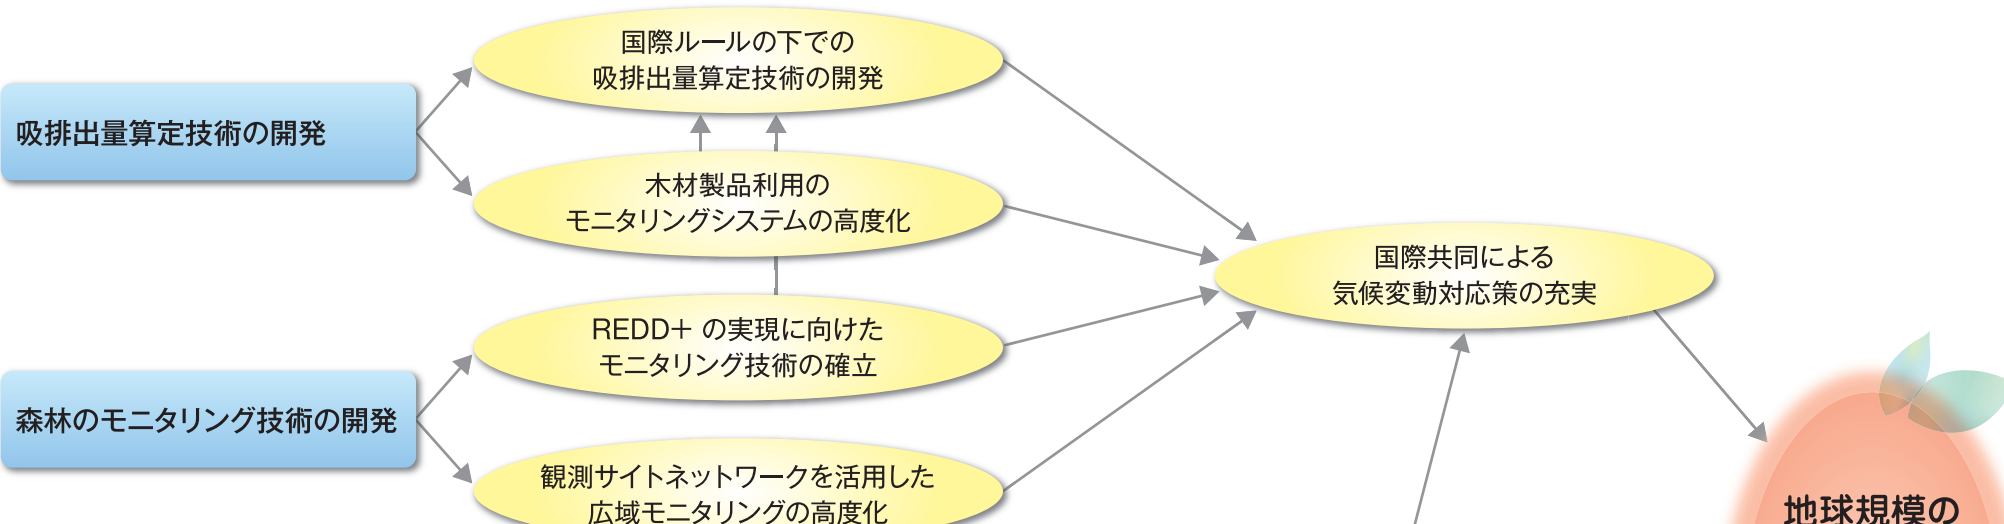 国際ルールの下での
吸排出量算定技術の開発
吸排出量算定技術の開発
木材製品利用の
モニタリングシステムの高度化
国際共同による
気候変動対応策の充実
REDD＋ の実現に向けた
モニタリング技術の確立
森林のモニタリング技術の開発
観測サイトネットワークを活用した
広域モニタリングの高度化
地球規模の